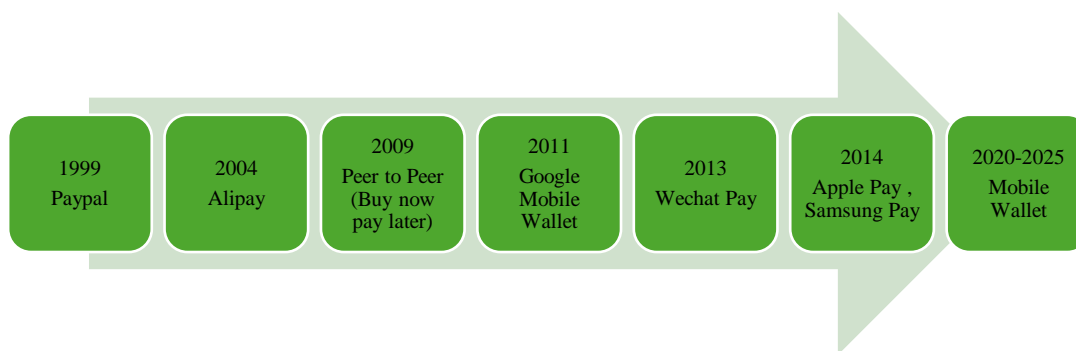 1999
Paypal
2004
Alipay
2009
Peer to Peer
(Buy now
pay later)
2011
Google
Mobile
Wallet
2013
Wechat Pay
2014
Apple Pay ,
Samsung Pay
2020-2025
Mobile
Wallet